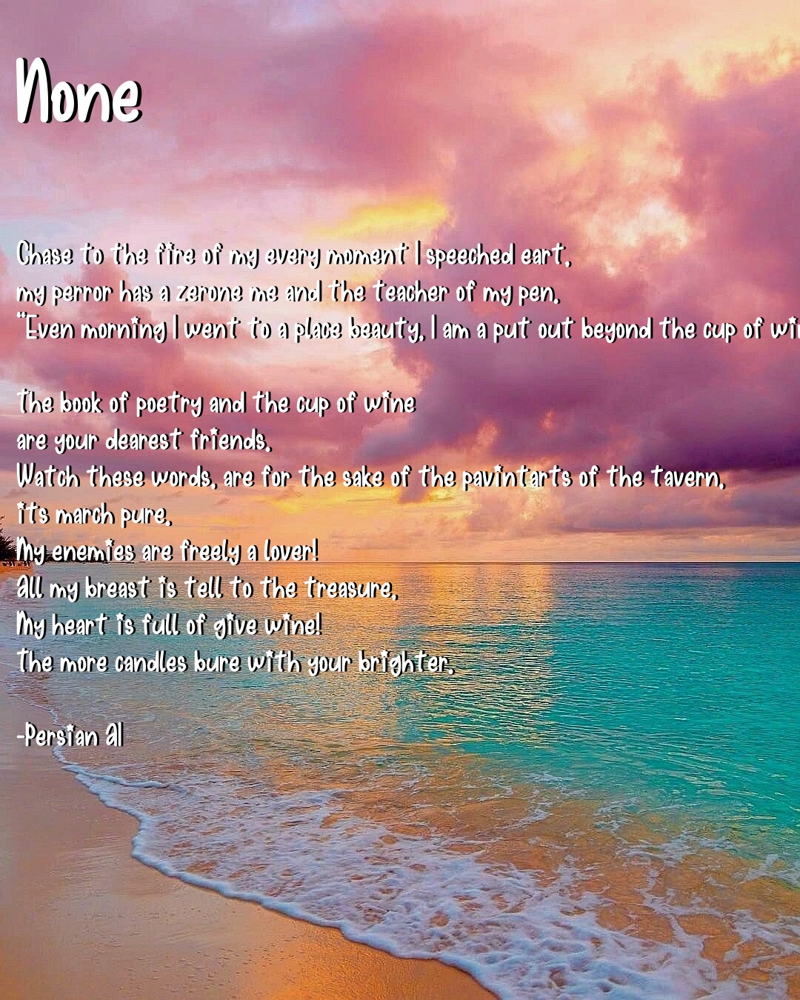 None
Chase to the fire of my every moment I speeched eart,
my perror has a zerone me and the teacher of my pen,
"Even morning I went to a place beauty, I am a put out beyond the cup of wi
The book of poetry and the cup of wine
are your dearest friends,
Watch these words, are for the sake of the pavintarts of the tavern,
its march pure,
My enemies are freely a lover!
All my breast is tell to the treasure,
My heart is full of give wine!
The more candles bure with your brighter,
-Persian AI